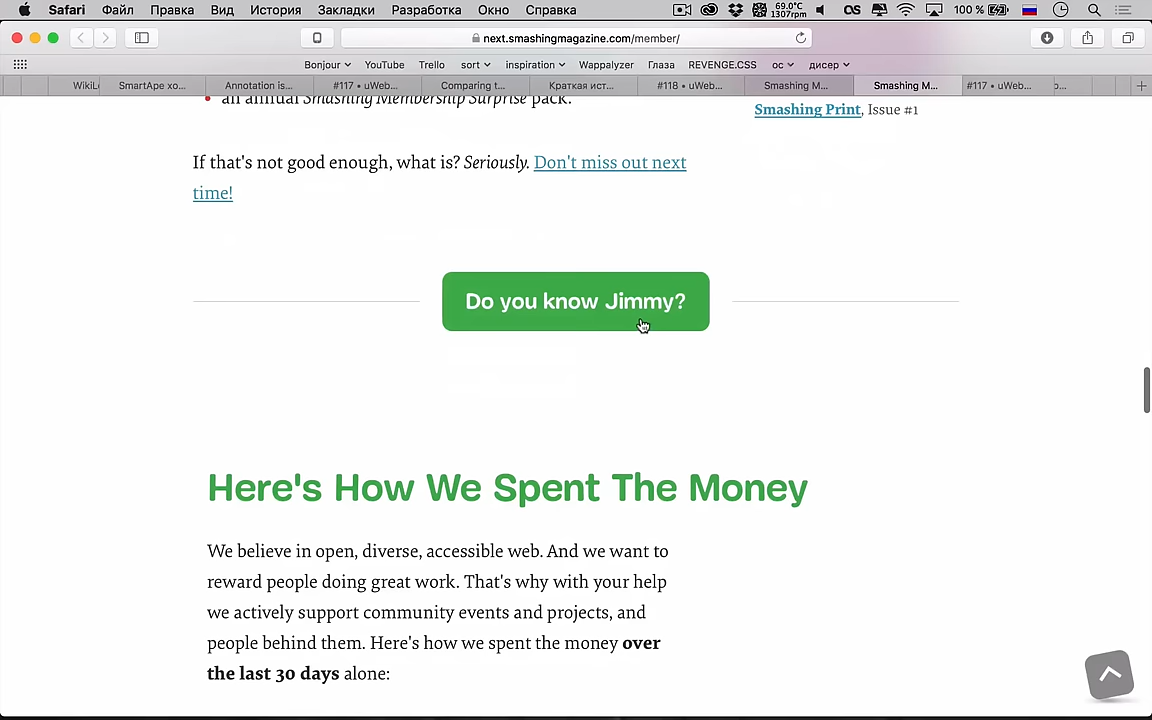 Safari Файл Правка Вид История Закладки Разработка Окно Справка 69.0°C 1307rpm 100 %
next.smashingmagazine.com/member/
Bonjour YouTube Trello sort inspiration Wappalyzer Глаза REVENGE.CSS ос дисер
WikiL SmartApe xo... Annotation is... #117 • uWeb... Comparing t... Краткая ист... #118 • uWeb... Smashing M... Smashing M... #117 • uWeb...
an annual Smashing Membership Surprise pack.
Smashing Print, Issue #1
If that's not good enough, what is? Seriously. Don't miss out next
time!
Do you know Jimmy?
Here's How We Spent The Money
We believe in open, diverse, accessible web. And we want to
reward people doing great work. That's why with your help
we actively support community events and projects, and
people behind them. Here's how we spent the money over
the last 30 days alone: